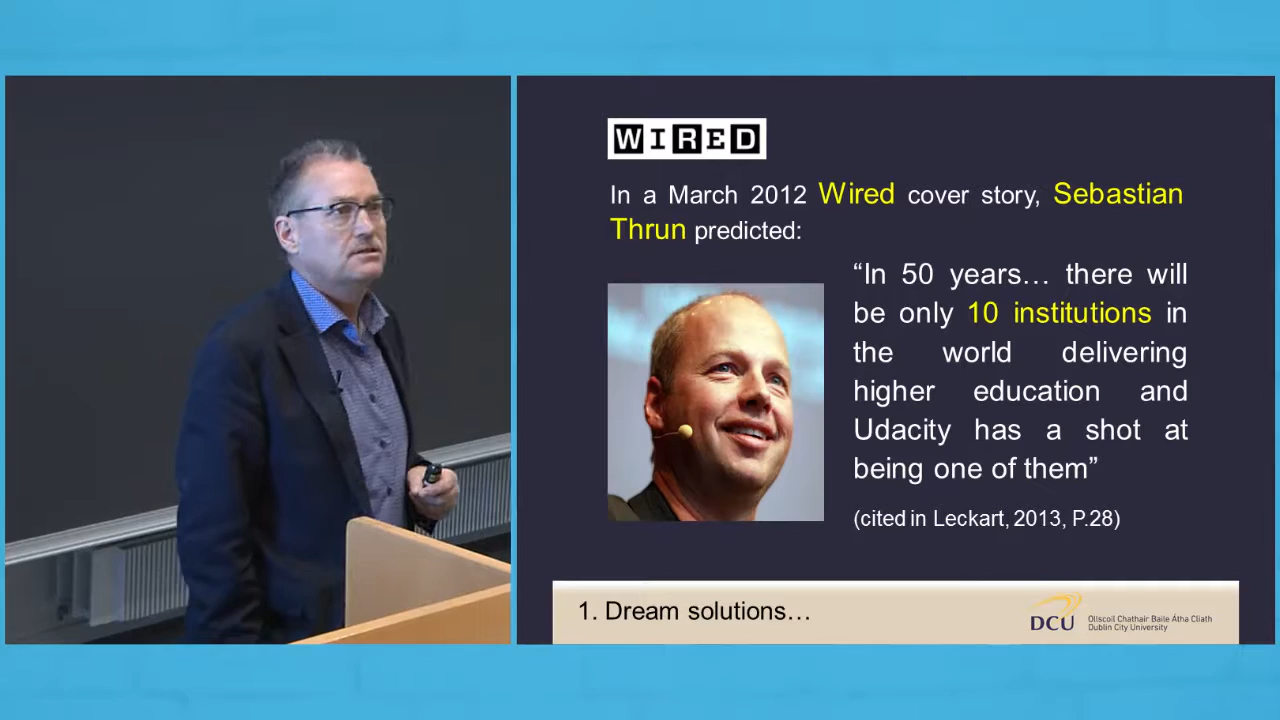 WIRED
In a March 2012 Wired cover story, Sebastian
Thrun predicted:
“In 50 years… there will
be only 10 institutions in
the world delivering
higher education and
Udacity has a shot at
being one of them”
(cited in Leckart, 2013, P.28)
1. Dream solutions…
DCU
Ollscoil Chathair Baile Átha Cliath
Dublin City University